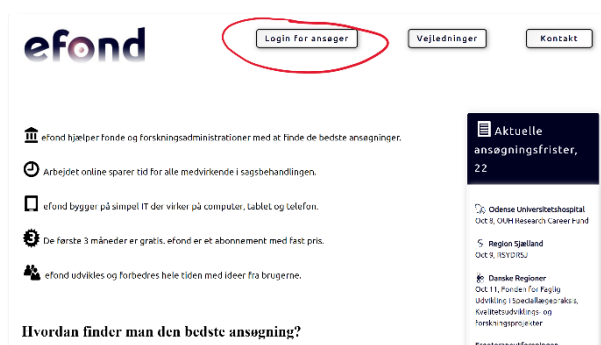 efond
Login for ansøger
Vejledninger
Kontakt
efond hjælper fonde og forskningsadministrationer med at finde de bedste ansøgninger.
Arbejdet online sparer tid for alle medvirkende i sagsbehandlingen.
efond bygger på simpel IT der virker på computer, tablet og telefon.
3 De første 3 måneder er gratis. efond er et abonnement med fast pris.
efond udvikles og forbedres hele tiden med ideer fra brugerne.
Hvordan finder man den bedste ansøgning?
Aktuelle
ansøgningsfrister,
22
Odense Universitetshospital
Oct 8, OUH Research Career Fund
Region Sjælland
Oct 9, RSYDRSJ
Danske Regioner
Oct 11, Fonden for Faglig
Udvikling i Speciallægepraksis,
Kvalitetsudviklings- og
forskningsprojekter